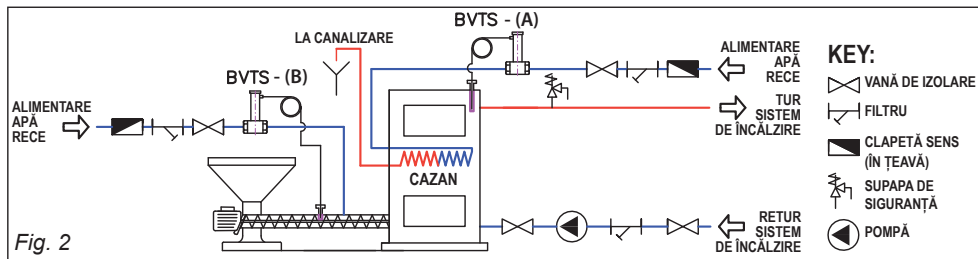 BVTS - (A)
LA CANALIZARE
BVTS - (B)
ALIMENTARE
APĂ
RECE
ALIMENTARE
APĂ
RECE
TUR
SISTEM
DE ÎNCĂLZIRE
CAZAN
RETUR
SISTEM
DE ÎNCĂLZIRE
KEY:
VANĂ DE IZOLARE
FILTRU
CLAPETĂ SENS
(ÎN ȚEAVĂ)
SUPAPA DE
SIGURANȚĂ
POMPĂ
Fig. 2